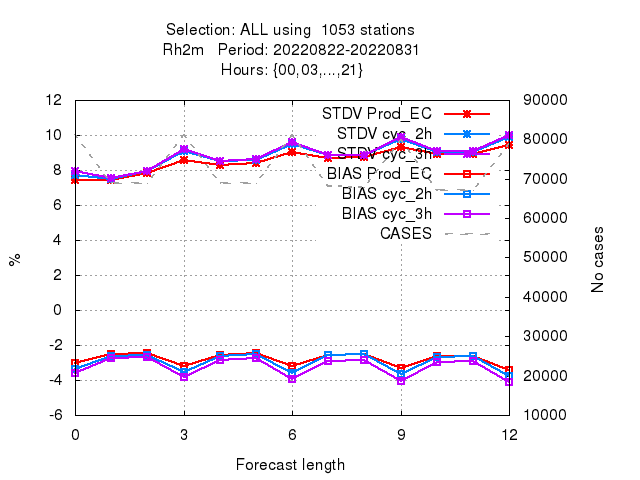 Selection: ALL using  1053 stations
Rh2m   Period: 20220822-20220831
Hours: {00,03,...,21}
12
10
8
6
4
2
0
-2
-4
-6
%
90000
80000
70000
60000
50000
40000
30000
20000
10000
No cases
STDV Prod_EC
STDV cyc_2h
STDV cyc_3h
BIAS Prod_EC
BIAS cyc_2h
BIAS cyc_3h
CASES
0 3 6 9 12
Forecast length